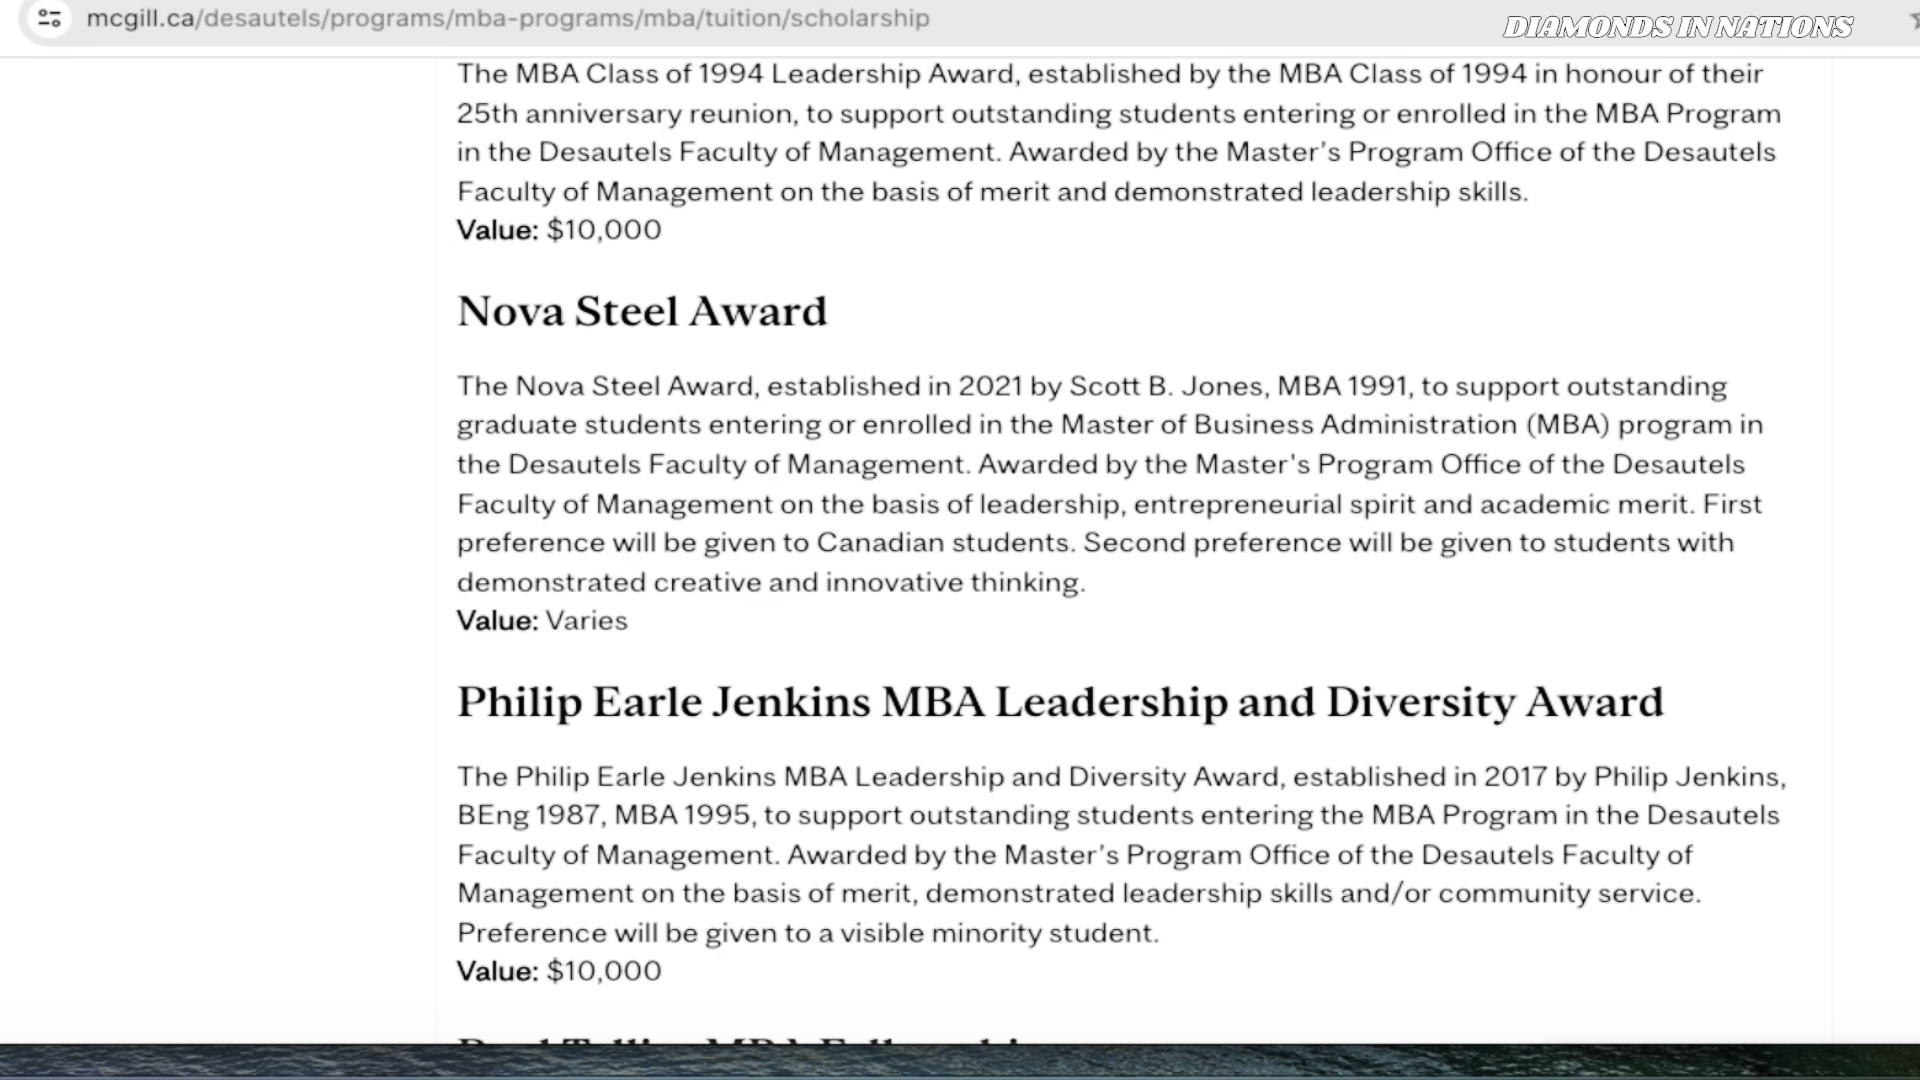 mcgill.ca/desautels/programs/mba-programs/mba/tuition/scholarship
DIAMONDS IN NATIONS
The MBA Class of 1994 Leadership Award, established by the MBA Class of 1994 in honour of their
25th anniversary reunion, to support outstanding students entering or enrolled in the MBA Program
in the Desautels Faculty of Management. Awarded by the Master's Program Office of the Desautels
Faculty of Management on the basis of merit and demonstrated leadership skills.
Value: $10,000
Nova Steel Award
The Nova Steel Award, established in 2021 by Scott B. Jones, MBA 1991, to support outstanding
graduate students entering or enrolled in the Master of Business Administration (MBA) program in
the Desautels Faculty of Management. Awarded by the Master's Program Office of the Desautels
Faculty of Management on the basis of leadership, entrepreneurial spirit and academic merit. First
preference will be given to Canadian students. Second preference will be given to students with
demonstrated creative and innovative thinking.
Value: Varies
Philip Earle Jenkins MBA Leadership and Diversity Award
The Philip Earle Jenkins MBA Leadership and Diversity Award, established in 2017 by Philip Jenkins,
BEng 1987, MBA 1995, to support outstanding students entering the MBA Program in the Desautels
Faculty of Management. Awarded by the Master's Program Office of the Desautels Faculty of
Management on the basis of merit, demonstrated leadership skills and/or community service.
Preference will be given to a visible minority student.
Value: $10,000